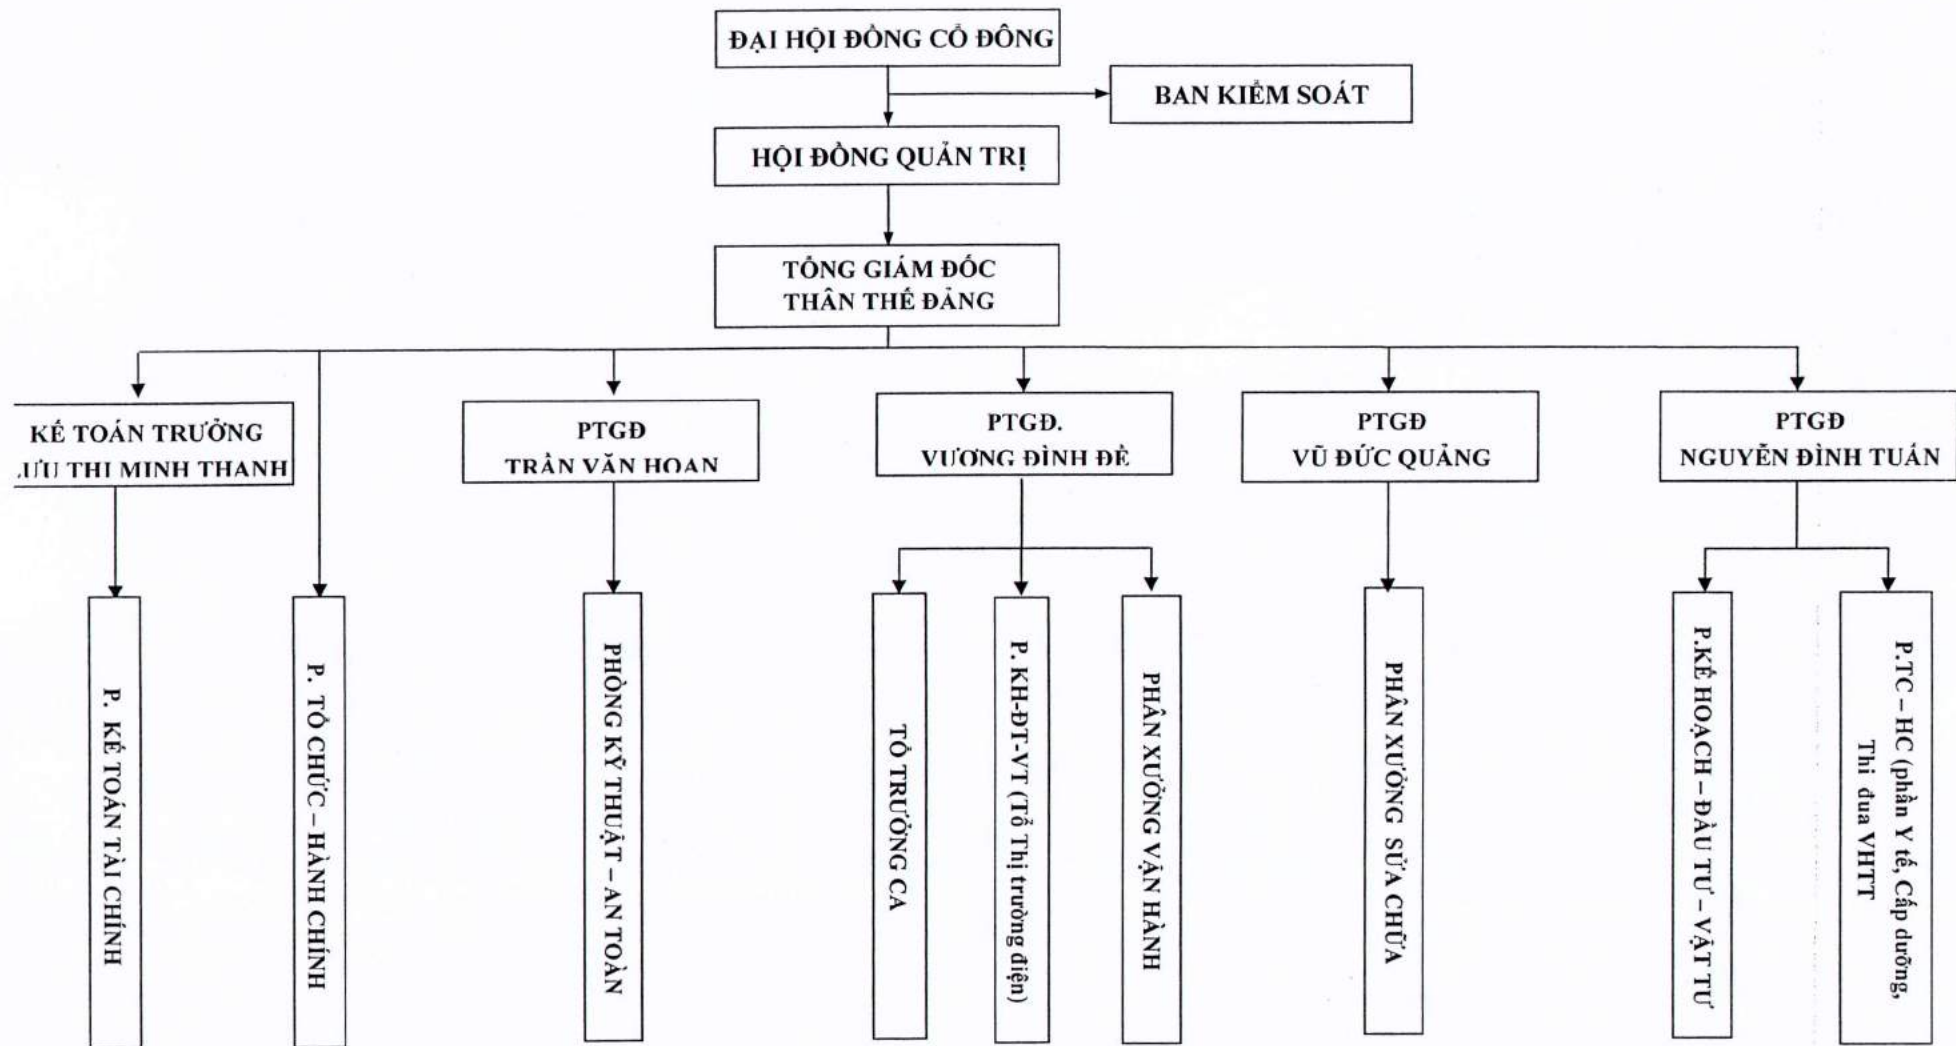 ĐẠI HỘI ĐỒNG CỔ ĐÔNG
BAN KIỂM SOÁT
HỘI ĐỒNG QUẢN TRỊ
TỔNG GIÁM ĐỐC
THÂN THẾ ĐẢNG
KẾ TOÁN TRƯỞNG
LƯU THI MINH THANH
PTGĐ
TRẦN VĂN HOAN
PTGĐ.
VƯƠNG ĐÌNH ĐỀ
PTGĐ
VŨ ĐỨC QUẢNG
PTGĐ
NGUYỄN ĐÌNH TUẤN
P. KẾ TOÁN TÀI CHÍNH
P. TỔ CHỨC – HÀNH CHÍNH
PHÒNG KỸ THUẬT – AN TOÀN
TỔ TRƯỞNG CA
P. KH-ĐT-VT (Tổ Thị trường điện)
PHÂN XƯỞNG VẬN HÀNH
PHÂN XƯỞNG SỬA CHỮA
P.KẾ HOẠCH – ĐẦU TƯ – VẬT TƯ
P.TC – HC (phần Y tế, Cấp dưỡng,
Thi đua VHTT